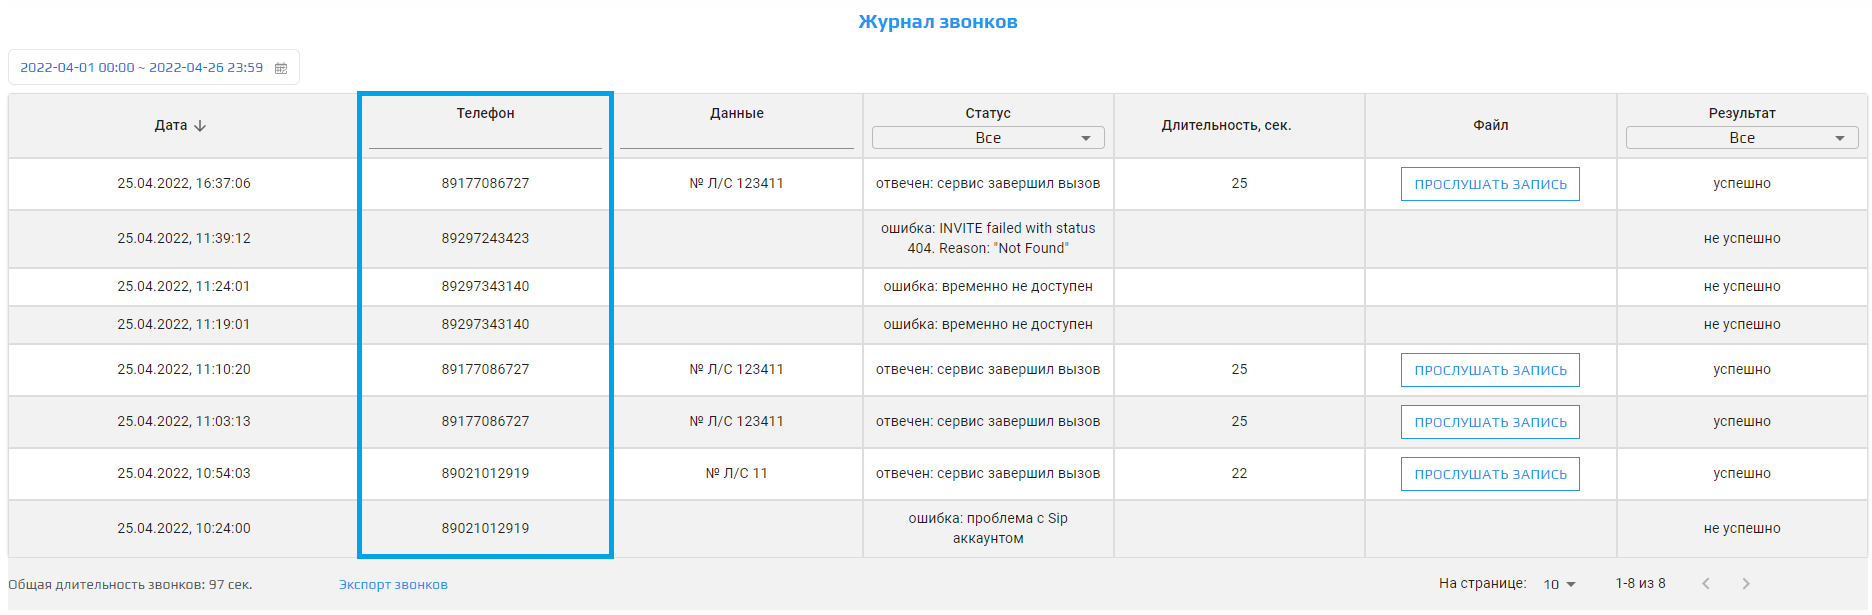 Журнал звонков
2022-04-01 00:00 ~ 2022-04-26 23:59
Дата Телефон Данные Статус Длительность, сек. Файл Результат
Все Все
25.04.2022, 16:37:06 89177086727 № Л/С 123411 отвечен: сервис завершил вызов 25 ПРОСЛУШАТЬ ЗАПИСЬ успешно
25.04.2022, 11:39:12 89297243423 ошибка: INVITE failed with status
404. Reason: "Not Found" не успешно
25.04.2022, 11:24:01 89297343140 ошибка: временно не доступен не успешно
25.04.2022, 11:19:01 89297343140 ошибка: временно не доступен не успешно
25.04.2022, 11:10:20 89177086727 № Л/С 123411 отвечен: сервис завершил вызов 25 ПРОСЛУШАТЬ ЗАПИСЬ успешно
25.04.2022, 11:03:13 89177086727 № Л/С 123411 отвечен: сервис завершил вызов 25 ПРОСЛУШАТЬ ЗАПИСЬ успешно
25.04.2022, 10:54:03 89021012919 № Л/С 11 отвечен: сервис завершил вызов 22 ПРОСЛУШАТЬ ЗАПИСЬ успешно
25.04.2022, 10:24:00 89021012919 ошибка: проблема с Sip
аккаунтом не успешно
Общая длительность звонков: 97 сек. Экспорт звонков На странице: 10 1-8 из 8